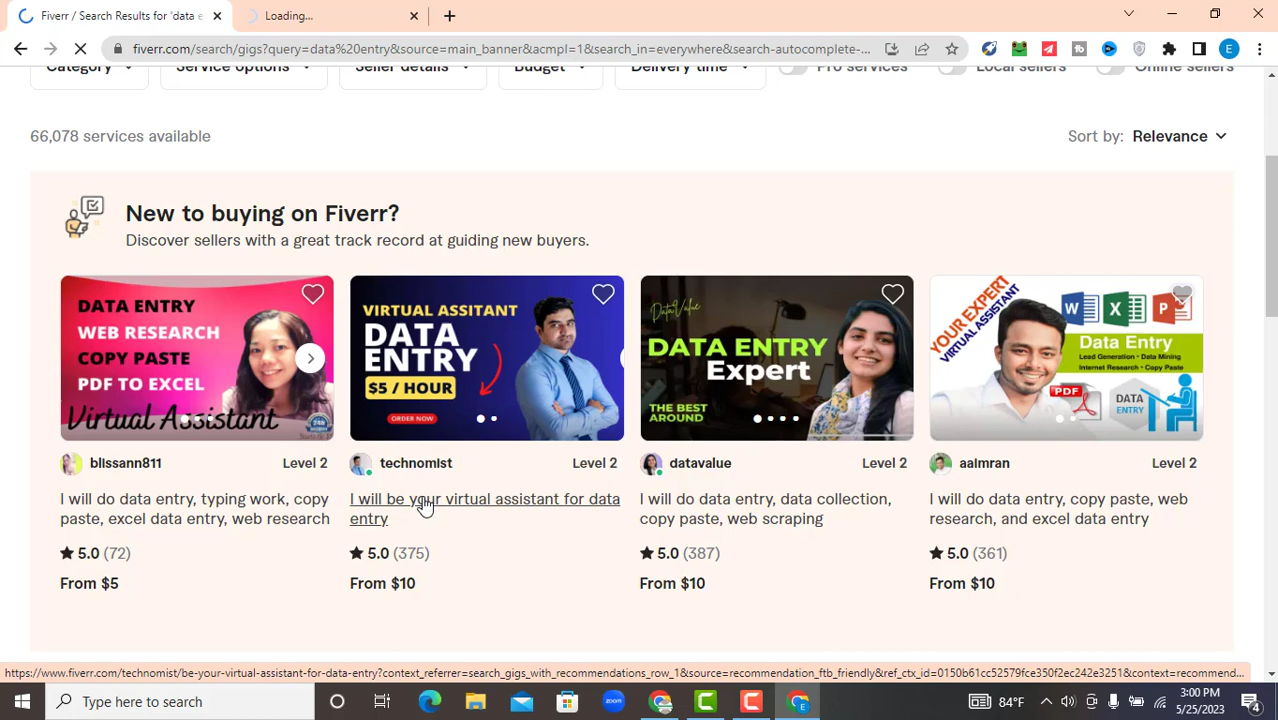 Fiverr / Search Results for 'data e
Loading...
fiverr.com/search/gigs?query=data%20entry&source=main_banner&acmpl=1&search_in=everywhere&search-autocomplete-...
E
Category
Service options
Seller details
Budget
Delivery time
Pro services
Local sellers
Online sellers
66,078 services available
Sort by: Relevance
New to buying on Fiverr?
Discover sellers with a great track record at guiding new buyers.
DATA ENTRY
WEB RESEARCH
COPY PASTE
PDF TO EXCEL
Virtual Assistant
VIRTUAL ASSITANT
DATA
ENTRY
$5 / HOUR
ORDER NOW
DataValue
DATA ENTRY
Expert
THE BEST
AROUND
YOUR EXPERT
VIRTUAL ASSISTANT
W X P
Data Entry
Lead Generation • Data Mining
Internet Research • Copy Paste
PDF
DATA
ENTRY
blissann811 Level 2
technomist Level 2
datavalue Level 2
aalmran Level 2
I will do data entry, typing work, copy
paste, excel data entry, web research
I will be your virtual assistant for data
entry
I will do data entry, data collection,
copy paste, web scraping
I will do data entry, copy paste, web
research, and excel data entry
5.0 (72)
5.0 (375)
5.0 (387)
5.0 (361)
From $5
From $10
From $10
From $10
https://www.fiverr.com/technomist/be-your-virtual-assistant-for-data-entry?context_referrer=search_gigs_with_recommendations_row_1&source=recommendation_ftb_friendly&ref_ctx_id=0150b61cc52579fce350f2ec242e3251&context=recommend...
Type here to search
zoom
E
84°F
3:00 PM
5/25/2023
4